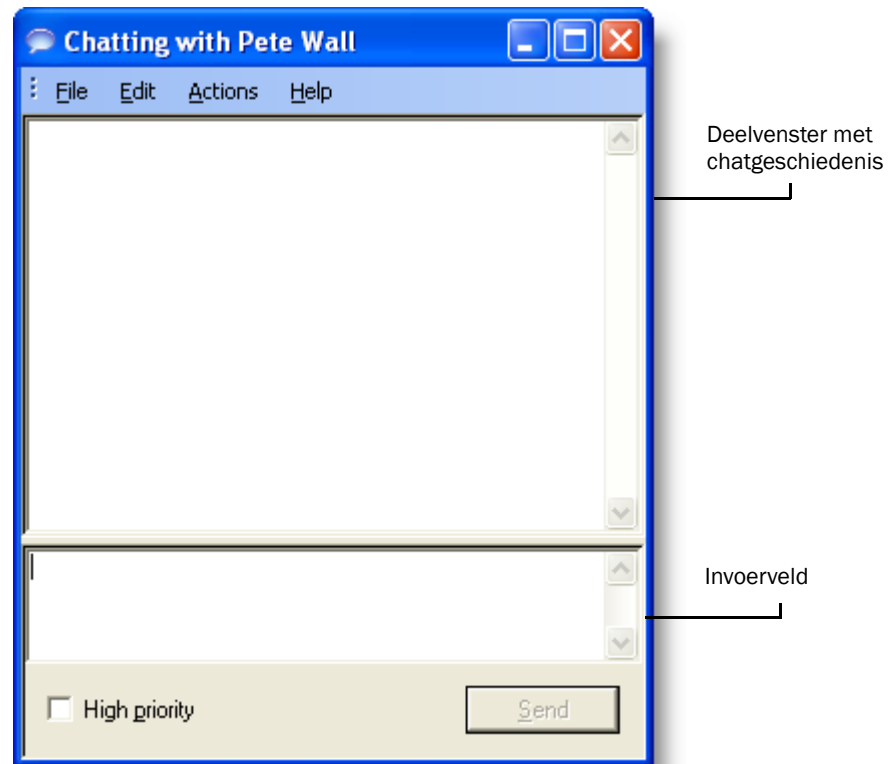 Chatting with Pete Wall
File Edit Actions Help
Deelvenster met
chatgeschiedenis
Invoerveld
High priority
Send